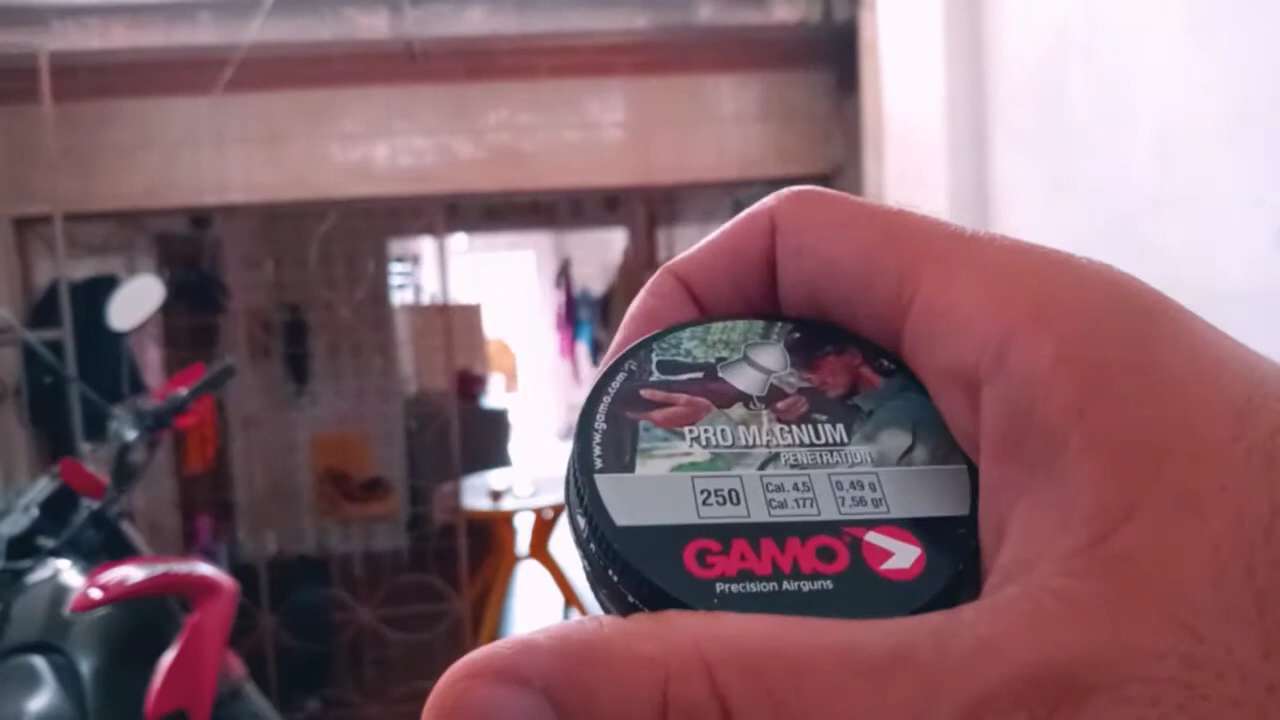 www.gamo.com
PRO MAGNUM
PENETRATION
250
Cal. 4,5
Cal .177
0,49 g
7,56 gr
GAMO
Precision Airguns